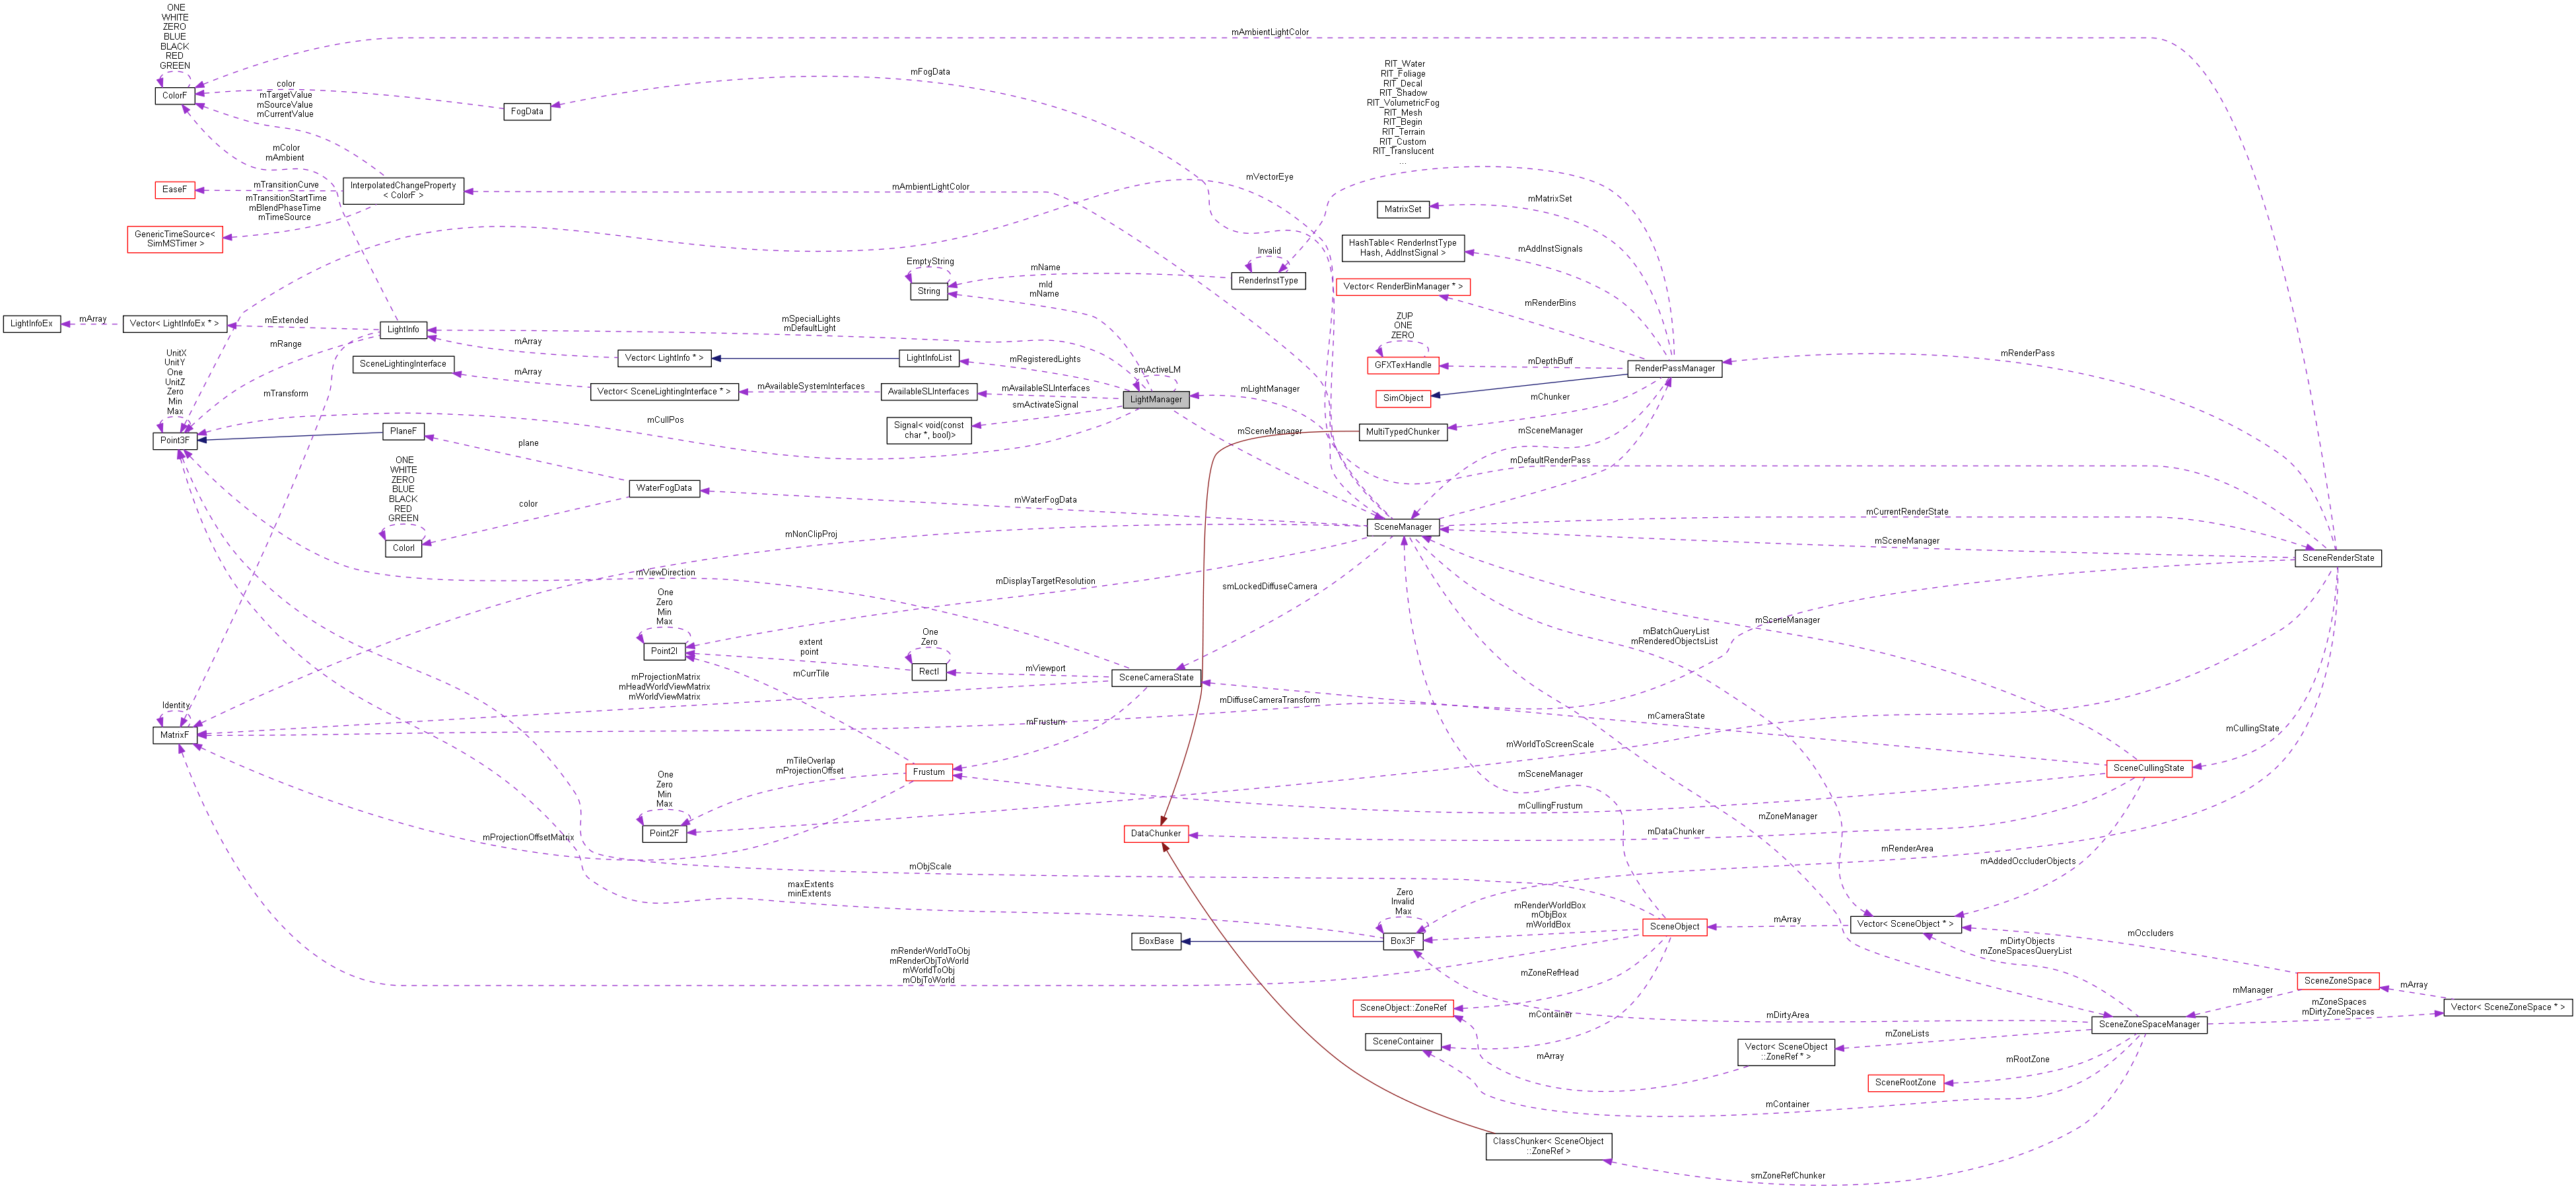 ONE
WHITE
ZERO
BLUE
BLACK
RED
GREEN
ColorF
color
mTargetValue
mSourceValue
mCurrentValue
mColor
mAmbient
FogData
mFogData
mAmbientLightColor
EaseF
mTransitionCurve
mTransitionStartTime
mBlendPhaseTime
mTimeSource
InterpolatedChangeProperty
< ColorF >
GenericTimeSource<
SimMSTimer >
mAmbientLightColor
mVectorEye
RIT_Water
RIT_Foliage
RIT_Decal
RIT_Shadow
RIT_VolumetricFog
RIT_Mesh
RIT_Begin
RIT_Terrain
RIT_Custom
RIT_Translucent
...
MatrixSet
mMatrixSet
HashTable< RenderInstType
Hash, AddInstSignal >
mAddInstSignals
Vector< RenderBinManager * >
mRenderBins
EmptyString
String
mName
Invalid
RenderInstType
mId
mName
LightInfoEx
mArray
Vector< LightInfoEx * >
mExtended
LightInfo
mRange
mTransform
mSpecialLights
mDefaultLight
mArray
Vector< LightInfo * >
LightInfoList
mRegisteredLights
SceneLightingInterface
mArray
Vector< SceneLightingInterface * >
mAvailableSystemInterfaces
AvailableSLInterfaces
mAvailableSLInterfaces
smActiveLM
LightManager
mLightManager
smActivateSignal
Signal< void(const
char *, bool)>
mCullPos
mSceneManager
ZUP
ONE
ZERO
GFXTexHandle
mDepthBuff
RenderPassManager
mRenderPass
SimObject
mChunker
MultiTypedChunker
mSceneManager
mDefaultRenderPass
UnitX
UnitY
One
UnitZ
Zero
Min
Max
Point3F
PlaneF
plane
WaterFogData
mWaterFogData
color
ONE
WHITE
ZERO
BLUE
BLACK
RED
GREEN
ColorI
SceneManager
mCurrentRenderState
mSceneManager
SceneRenderState
mNonClipProj
mViewDirection
mDisplayTargetResolution
smLockedDiffuseCamera
One
Zero
Min
Max
Point2I
extent
point
One
Zero
RectI
mViewport
SceneCameraState
mCurrTile
mProjectionMatrix
mHeadWorldViewMatrix
mWorldViewMatrix
mBatchQueryList
mRenderedObjectsList
mSceneManager
Identity
MatrixF
mFrustum
mDiffuseCameraTransform
mCameraState
mCullingState
mWorldToScreenScale
Frustum
mTileOverlap
mProjectionOffset
One
Zero
Min
Max
Point2F
mSceneManager
mCullingFrustum
SceneCullingState
mZoneManager
DataChunker
mDataChunker
mProjectionOffsetMatrix
mObjScale
mRenderArea
mAddedOccluderObjects
maxExtents
minExtents
Zero
Invalid
Max
Box3F
BoxBase
mRenderWorldBox
mObjBox
mWorldBox
SceneObject
mArray
Vector< SceneObject * >
mRenderWorldToObj
mRenderObjToWorld
mWorldToObj
mObjToWorld
mDirtyObjects
mZoneSpacesQueryList
mOccluders
SceneZoneSpace
mArray
Vector< SceneZoneSpace * >
mManager
mZoneSpaces
mDirtyZoneSpaces
SceneZoneSpaceManager
mZoneRefHead
SceneObject::ZoneRef
mContainer
mDirtyArea
SceneContainer
mArray
Vector< SceneObject
::ZoneRef * >
mZoneLists
mRootZone
SceneRootZone
mContainer
ClassChunker< SceneObject
::ZoneRef >
smZoneRefChunker